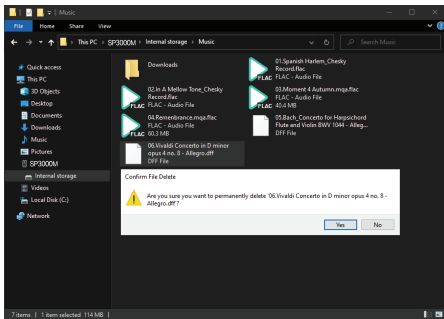 Music
File Home Share View
This PC > SP3000M > Internal storage > Music
Search Music
Quick access
This PC
3D Objects
Desktop
Documents
Downloads
Music
Pictures
SP3000M
Internal storage
Videos
Local Disk (C:)
Network
Downloads
01.Spanish Harlem_Chesky
Record.flac
FLAC - Audio File
FLAC
02.In A Mellow Tone_Chesky
Record.flac
FLAC - Audio File
FLAC
03.Moment 4 Autumn.mqa.flac
FLAC - Audio File
40.4 MB
FLAC
04.Remenbrance.mqa.flac
FLAC - Audio File
60.3 MB
FLAC
05.Bach_Concerto for Harpsichord
Flute and Violin BWV 1044 - Alleg...
DFF File
06.Vivaldi Concerto in D minor
opus 4 no. 8 - Allegro.dff
DFF File
Confirm File Delete
Are you sure you want to permanently delete '06.Vivaldi Concerto in D minor opus 4 no. 8 -
Allegro.dff'?
Yes No
7 items 1 item selected 114 MB